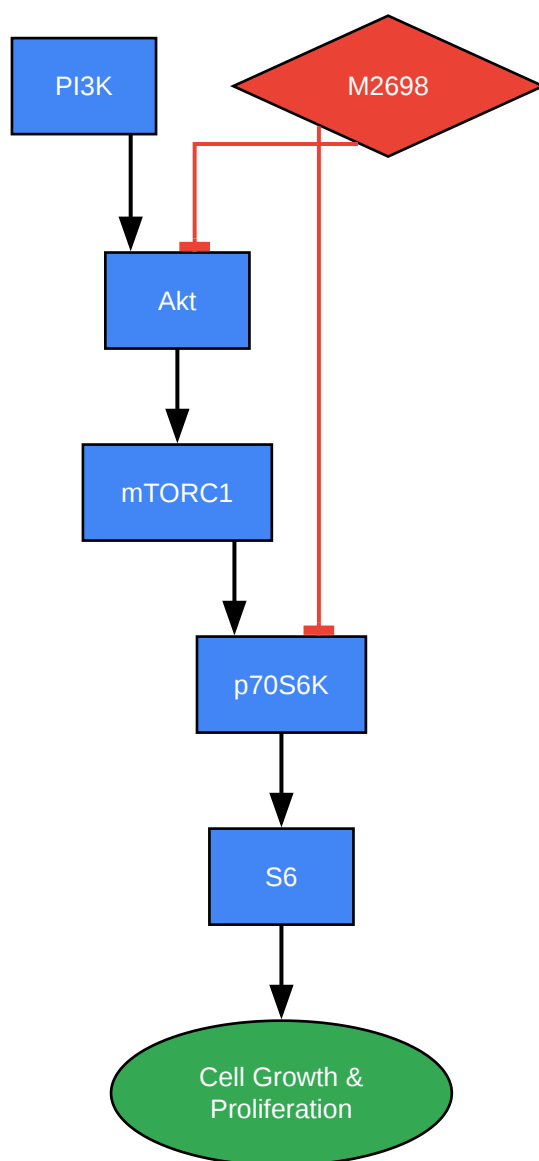 PI3K
M2698
Akt
mTORC1
p70S6K
S6
Cell Growth &
Proliferation